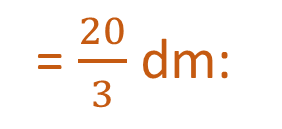 = 20/3 dm: